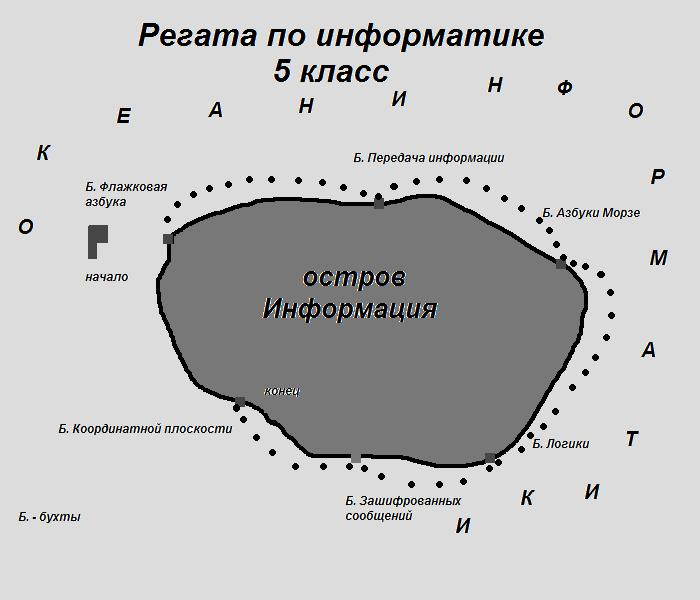 Регата по информатике
5 класс
О К Е А Н И Н Ф О Р М А Т И К И
Б. Передача информации
Б. Флажковая
азбука
Б. Азбуки Морзе
начало
остров
Информация
конец
Б. Координатной плоскости
Б. Логики
Б. Зашифрованных
сообщений
Б. - бухты